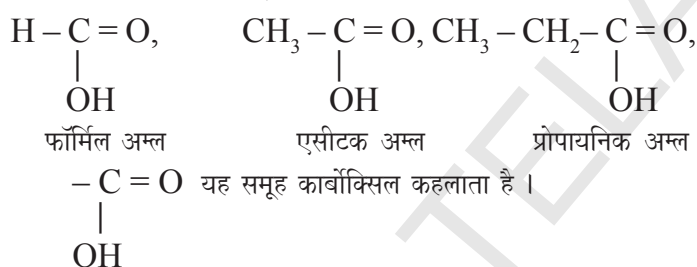 H – C = O, CH₃ – C = O, CH₃ – CH₂– C = O,
| | |
OH OH OH
फॉर्मिल अम्ल एसीटक अम्ल प्रोपायनिक अम्ल
– C = O यह समूह कार्बोक्सिल कहलाता है ।
|
OH